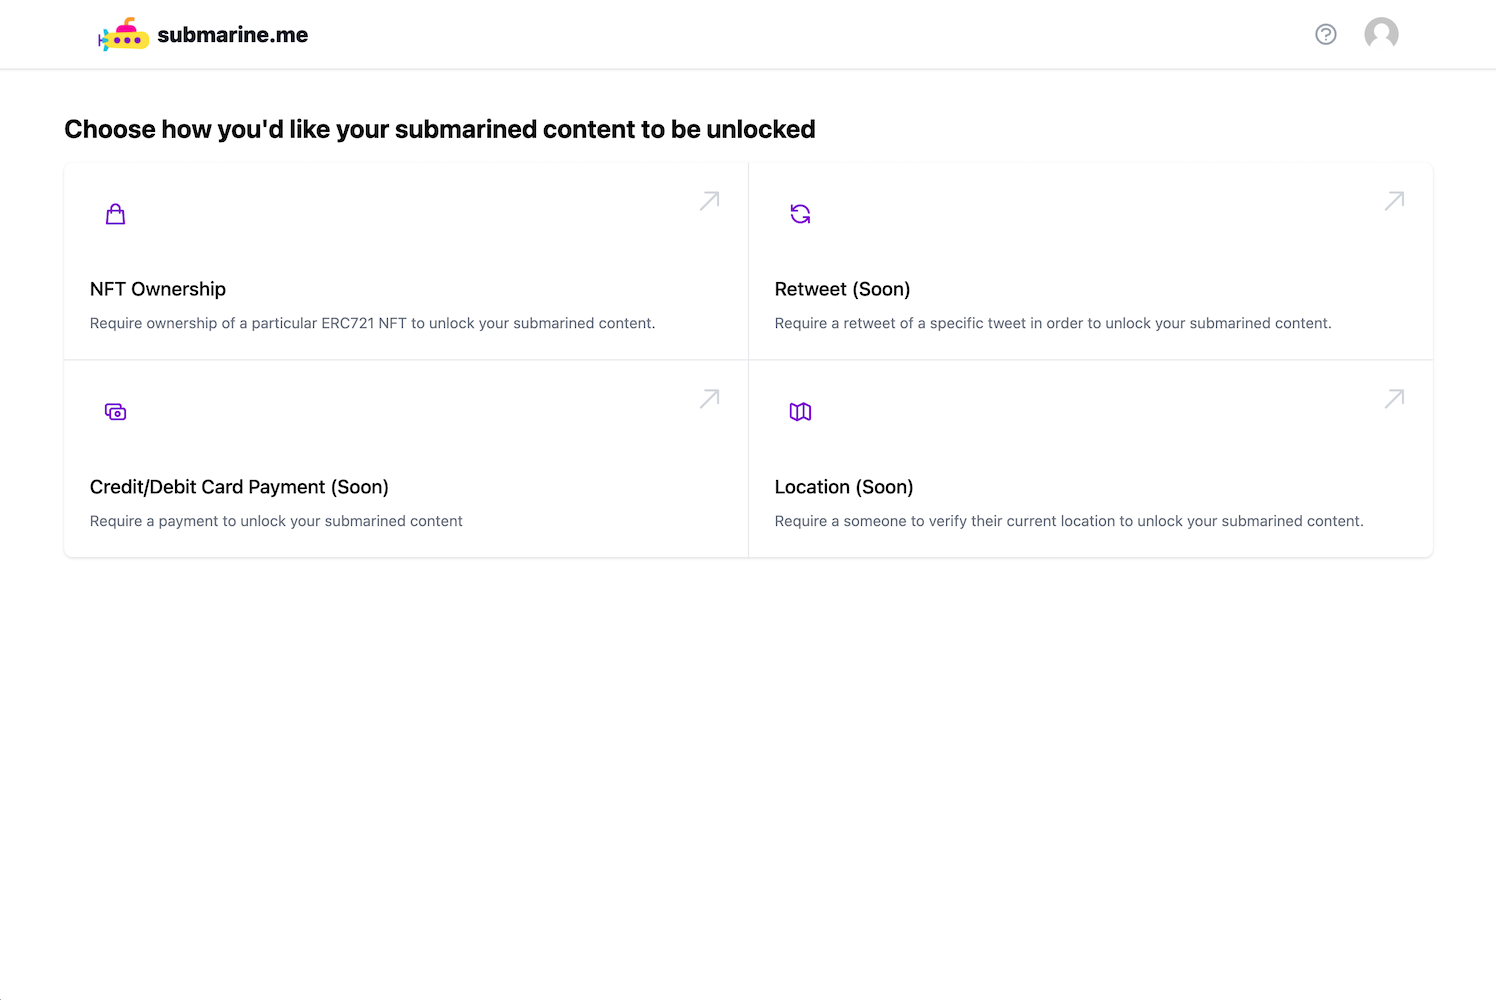 submarine.me
Choose how you'd like your submarined content to be unlocked
NFT Ownership
Require ownership of a particular ERC721 NFT to unlock your submarined content.
Retweet (Soon)
Require a retweet of a specific tweet in order to unlock your submarined content.
Credit/Debit Card Payment (Soon)
Require a payment to unlock your submarined content
Location (Soon)
Require a someone to verify their current location to unlock your submarined content.